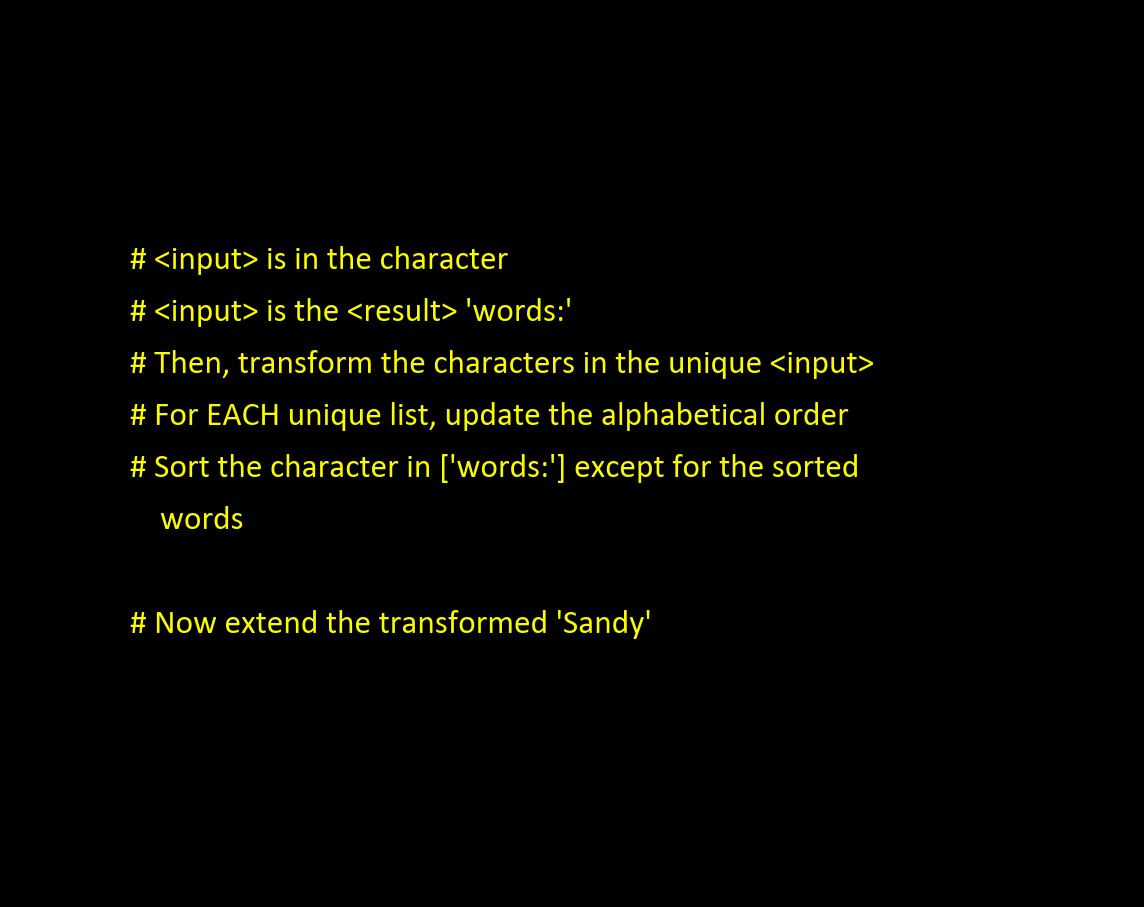 # <input> is in the character
# <input> is the <result> 'words:'
# Then, transform the characters in the unique <input>
# For EACH unique list, update the alphabetical order
# Sort the character in ['words:'] except for the sorted
words
# Now extend the transformed 'Sandy'